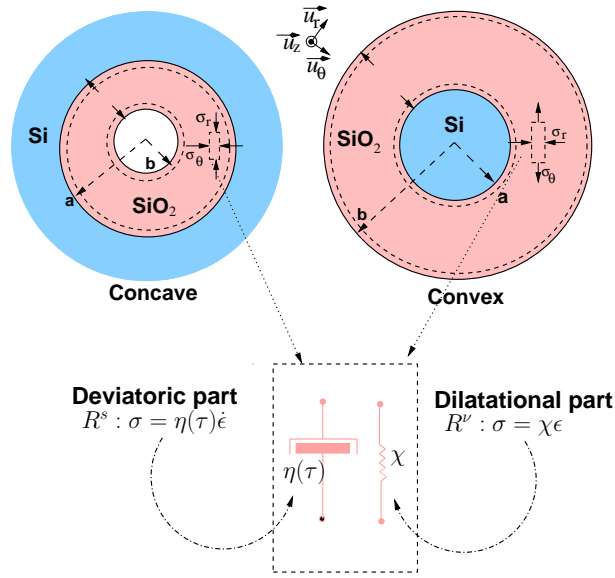 u_r
u_z
u_θ
Si
σ_r
σ_θ
b
a
SiO₂
Concave
Si
SiO₂
σ_r
σ_θ
b
a
Convex
Deviatoric part
R^s : σ = η(τ)ϵ̇
Dilatational part
R^ν : σ = χϵ
η(τ)
χ